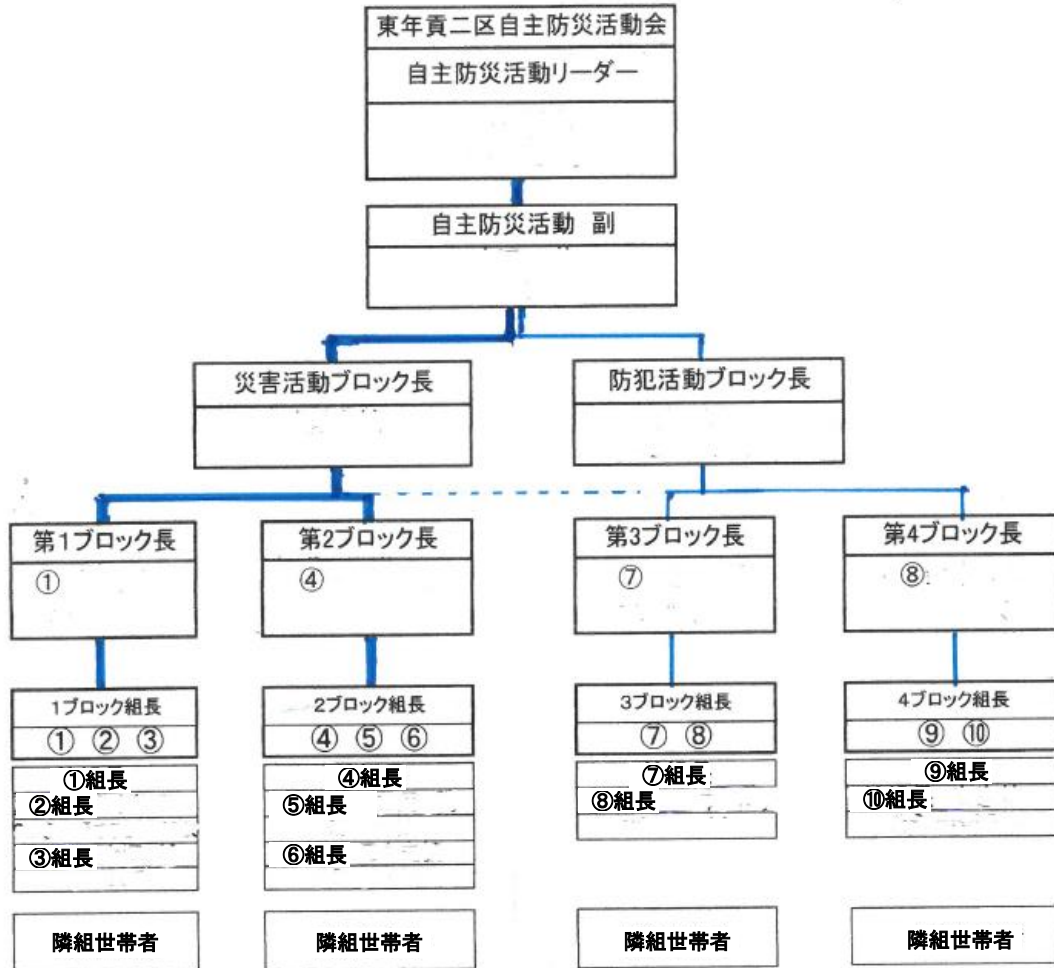 東年貢二区自主防災活動会
自主防災活動リーダー
自主防災活動 副
災害活動ブロック長
防犯活動ブロック長
第1ブロック長
①
第2ブロック長
④
第3ブロック長
⑦
第4ブロック長
⑧
1ブロック組長
① ② ③
2ブロック組長
④ ⑤ ⑥
3ブロック組長
⑦ ⑧
4ブロック組長
⑨ ⑩
①組長
②組長
③組長
④組長
⑤組長
⑥組長
⑦組長
⑧組長
⑨組長
⑩組長
隣組世帯者
隣組世帯者
隣組世帯者
隣組世帯者